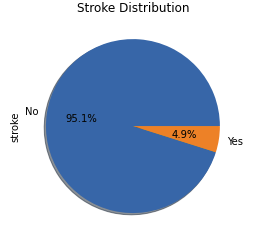 Stroke Distribution
No
95.1%
stroke
4.9%
Yes